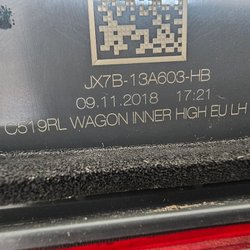 JX7B-13A603-HB
09.11.2018 17:21
C519RL WAGON INNER HIGH EU LH